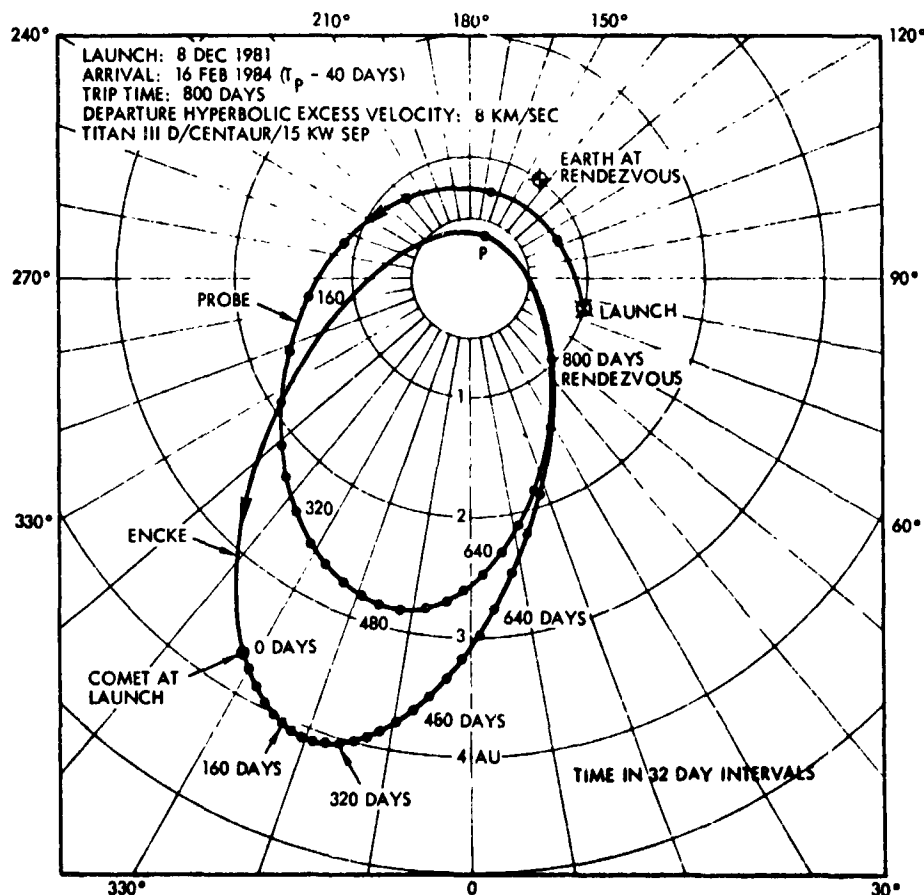 210° 180° 150°
240° 120°
LAUNCH: 8 DEC 1981
ARRIVAL: 16 FEB 1984 (T_P - 40 DAYS)
TRIP TIME: 800 DAYS
DEPARTURE HYPERBOLIC EXCESS VELOCITY: 8 KM/SEC
TITAN III D/CENTAUR/15 KW SEP
EARTH AT
RENDEZVOUS
P
270° 90°
160
PROBE
LAUNCH
800 DAYS
RENDEZVOUS
1
320
2
330° 60°
ENCKE
640
480
3
640 DAYS
0 DAYS
COMET AT
LAUNCH
480 DAYS
4 AU
160 DAYS
320 DAYS
TIME IN 32 DAY INTERVALS
330° 0 30°